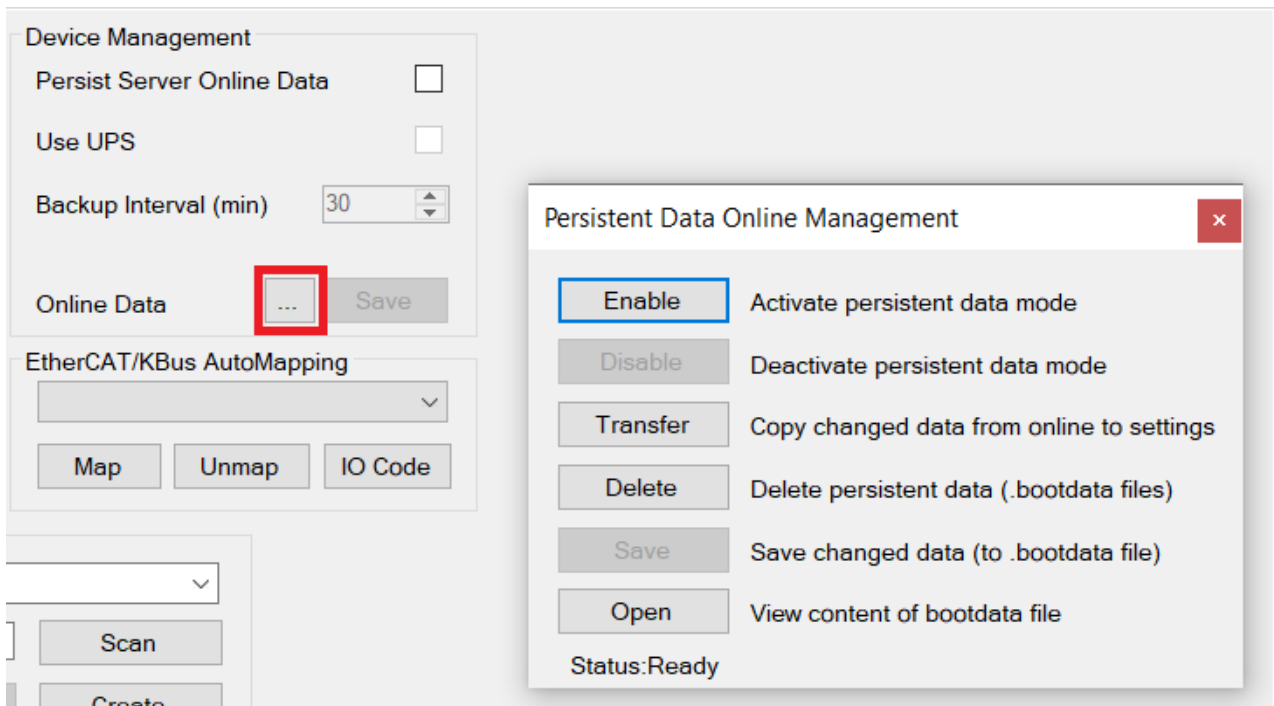 Device Management
Persist Server Online Data
Use UPS
Backup Interval (min) 30
Online Data ... Save
EtherCAT/KBus AutoMapping
Map Unmap IO Code
Scan
Create
Persistent Data Online Management ×
Enable Activate persistent data mode
Disable Deactivate persistent data mode
Transfer Copy changed data from online to settings
Delete Delete persistent data (.bootdata files)
Save Save changed data (to .bootdata file)
Open View content of bootdata file
Status:Ready